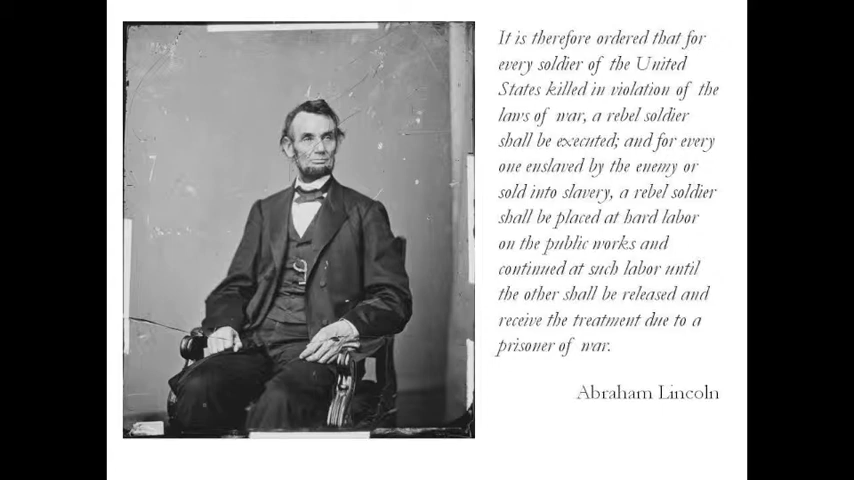 It is therefore ordered that for
every soldier of the United
States killed in violation of the
laws of war, a rebel soldier
shall be executed; and for every
one enslaved by the enemy or
sold into slavery, a rebel soldier
shall be placed at hard labor
on the public works and
continued at such labor until
the other shall be released and
receive the treatment due to a
prisoner of war.
Abraham Lincoln